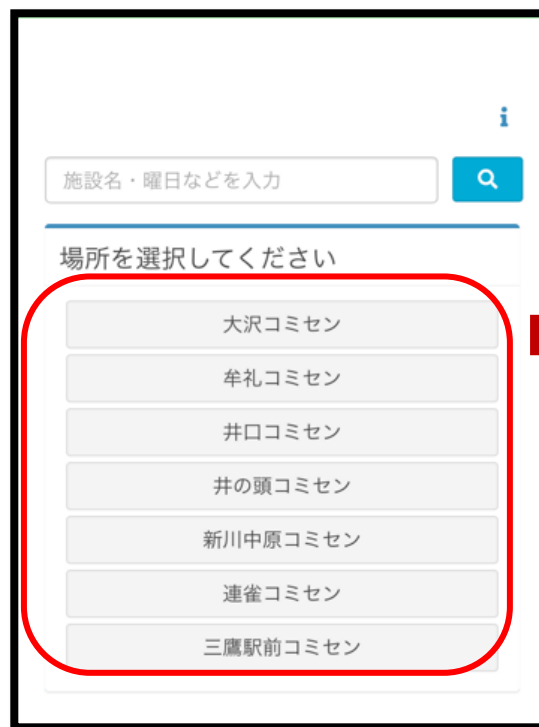 施設名・曜日などを入力
場所を選択してください
大沢コミセン
牟礼コミセン
井口コミセン
井の頭コミセン
新川中原コミセン
連雀コミセン
三鷹駅前コミセン